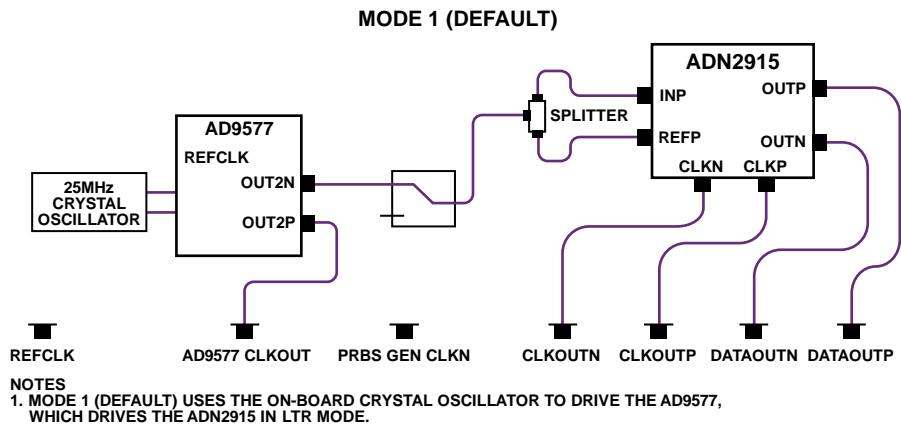 MODE 1 (DEFAULT)
ADN2915
INP
OUTP
SPLITTER
REFP
OUTN
CLKN
CLKP
AD9577
REFCLK
OUT2N
OUT2P
25MHz
CRYSTAL
OSCILLATOR
REFCLK
AD9577 CLKOUT
PRBS GEN CLKN
CLKOUTN
CLKOUTP
DATAOUTN
DATAOUTP
NOTES
1. MODE 1 (DEFAULT) USES THE ON-BOARD CRYSTAL OSCILLATOR TO DRIVE THE AD9577,
WHICH DRIVES THE ADN2915 IN LTR MODE.